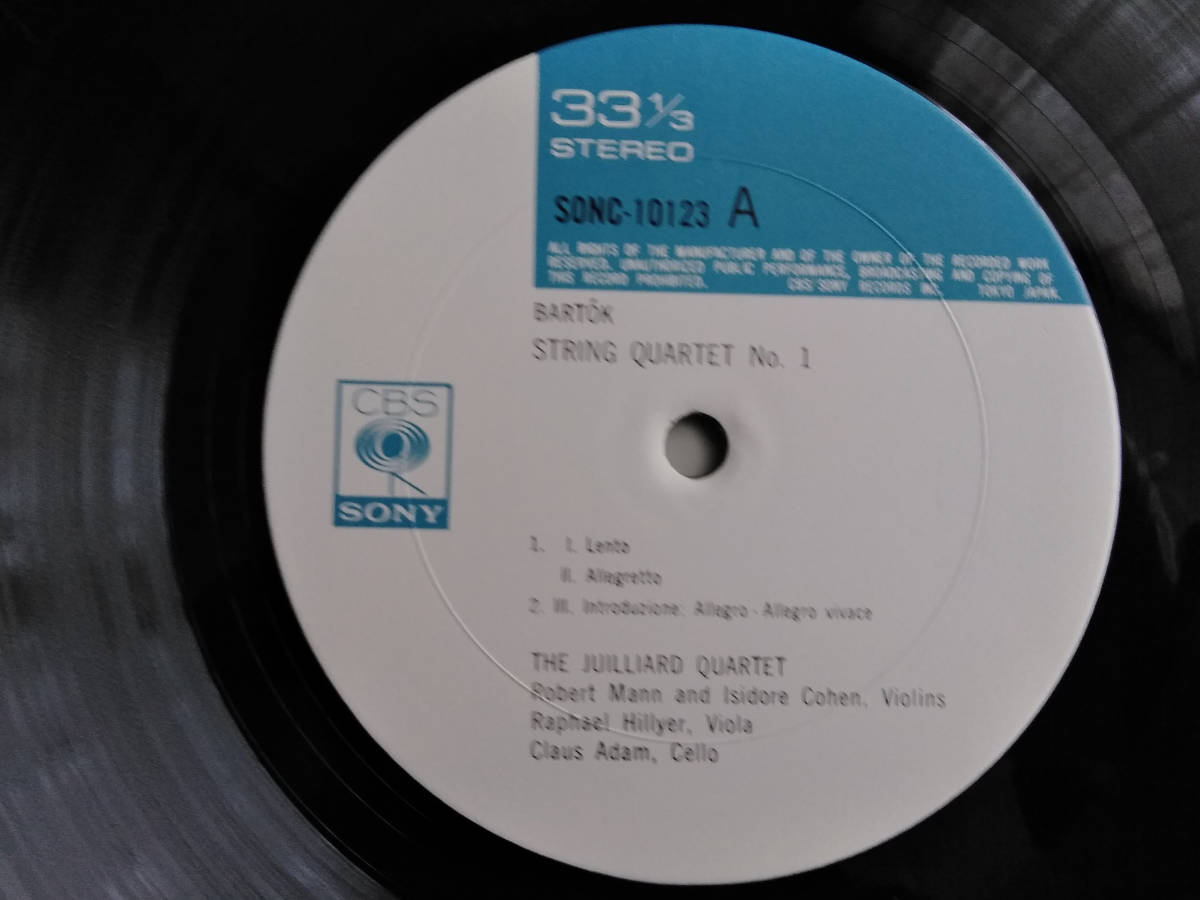 33 1/3
STEREO
SONC-10123 A
ALL RIGHTS OF THE MANUFACTURER AND OF THE OWNER OF THE RECORDED WORK
RESERVED, UNAUTHORIZED PUBLIC PERFORMANCE, BROADCASTING AND COPYING OF
THIS RECORD PROHIBITED. CBS/SONY RECORDS INC. TOKYO JAPAN.
BARTÓK
STRING QUARTET No. 1
CBS
SONY
1. I. Lento
II. Allegretto
2. III. Introduzione: Allegro - Allegro vivace
THE JUILLIARD QUARTET
Robert Mann and Isidore Cohen, Violins
Raphael Hillyer, Viola
Claus Adam, Cello